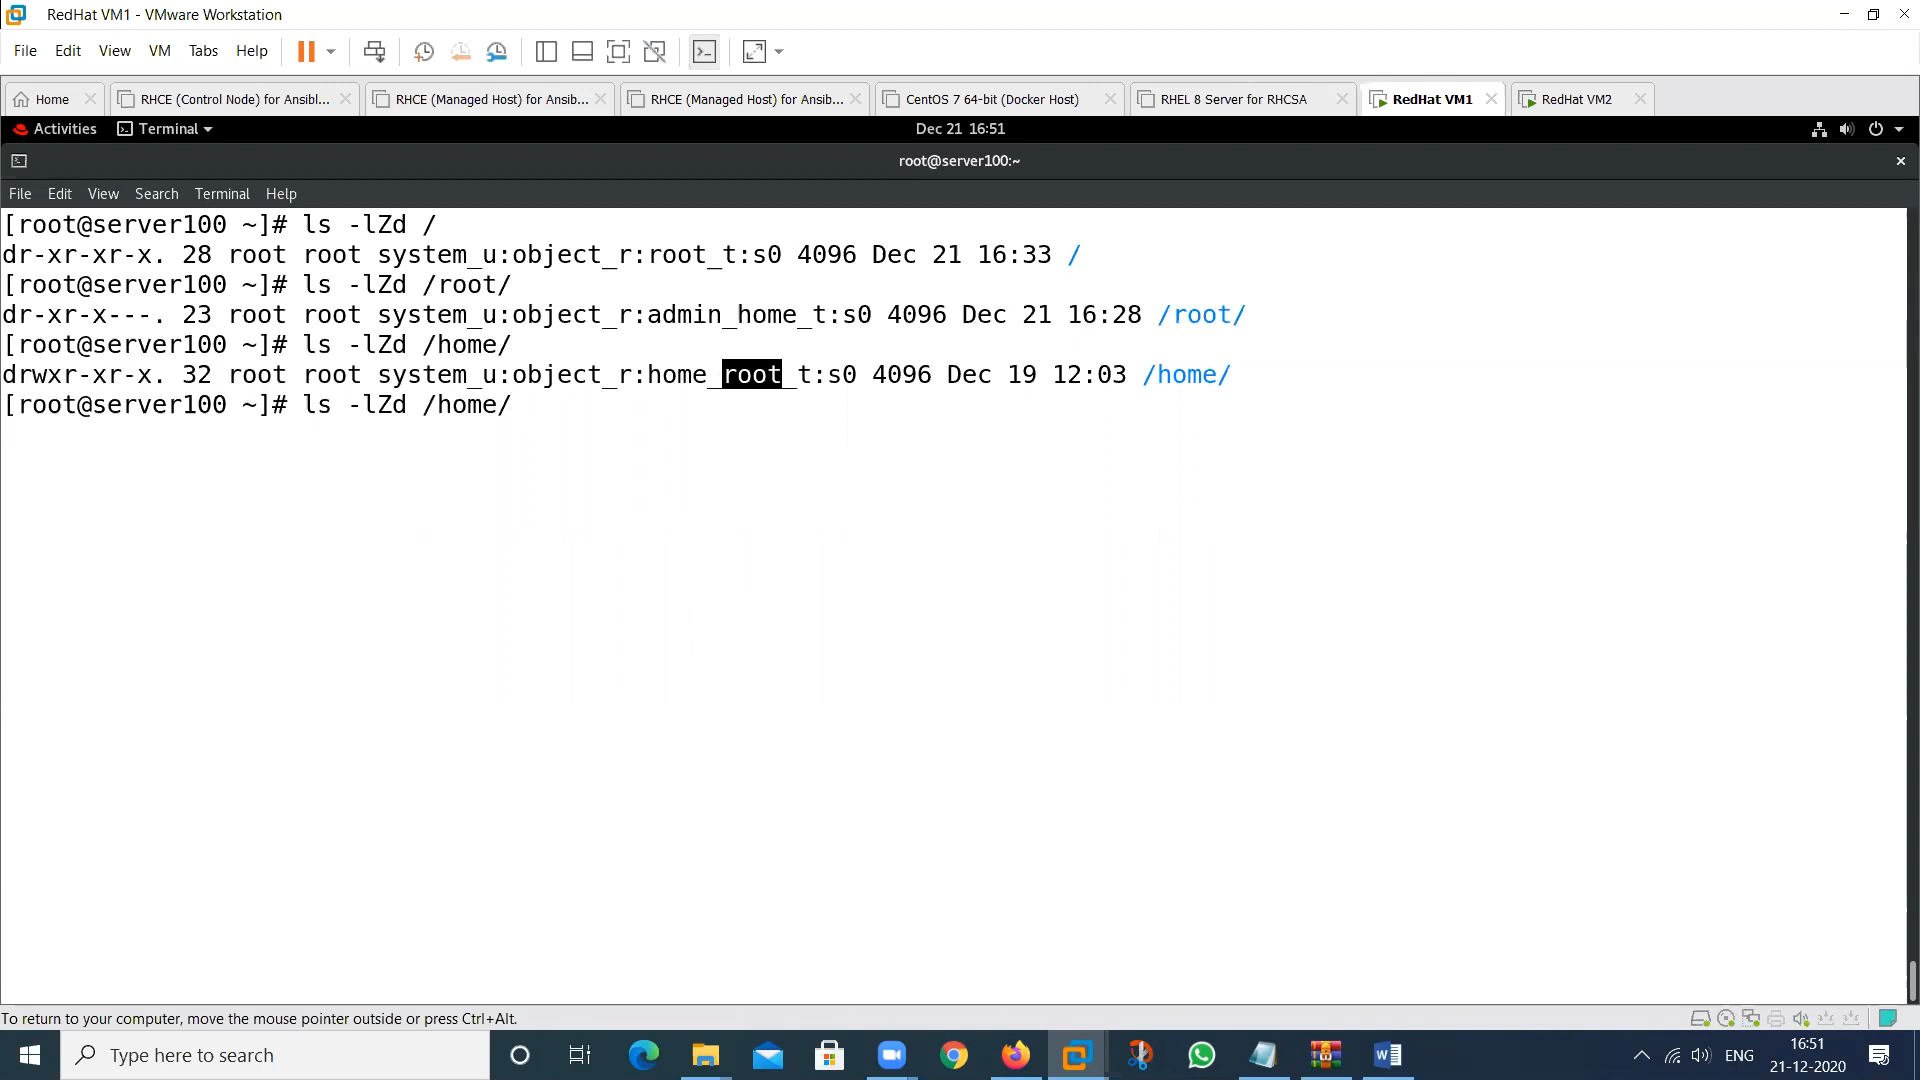 RedHat VM1 - VMware Workstation
File Edit View VM Tabs Help
Home RHCE (Control Node) for Ansibl... RHCE (Managed Host) for Ansib... RHCE (Managed Host) for Ansib... CentOS 7 64-bit (Docker Host) RHEL 8 Server for RHCSA RedHat VM1 RedHat VM2
Activities Terminal Dec 21 16:51
root@server100:~
File Edit View Search Terminal Help
[root@server100 ~]# ls -lZd /
dr-xr-xr-x. 28 root root system_u:object_r:root_t:s0 4096 Dec 21 16:33 /
[root@server100 ~]# ls -lZd /root/
dr-xr-x---. 23 root root system_u:object_r:admin_home_t:s0 4096 Dec 21 16:28 /root/
[root@server100 ~]# ls -lZd /home/
drwxr-xr-x. 32 root root system_u:object_r:home_root_t:s0 4096 Dec 19 12:03 /home/
[root@server100 ~]# ls -lZd /home/
To return to your computer, move the mouse pointer outside or press Ctrl+Alt.
Type here to search
ENG
16:51
21-12-2020